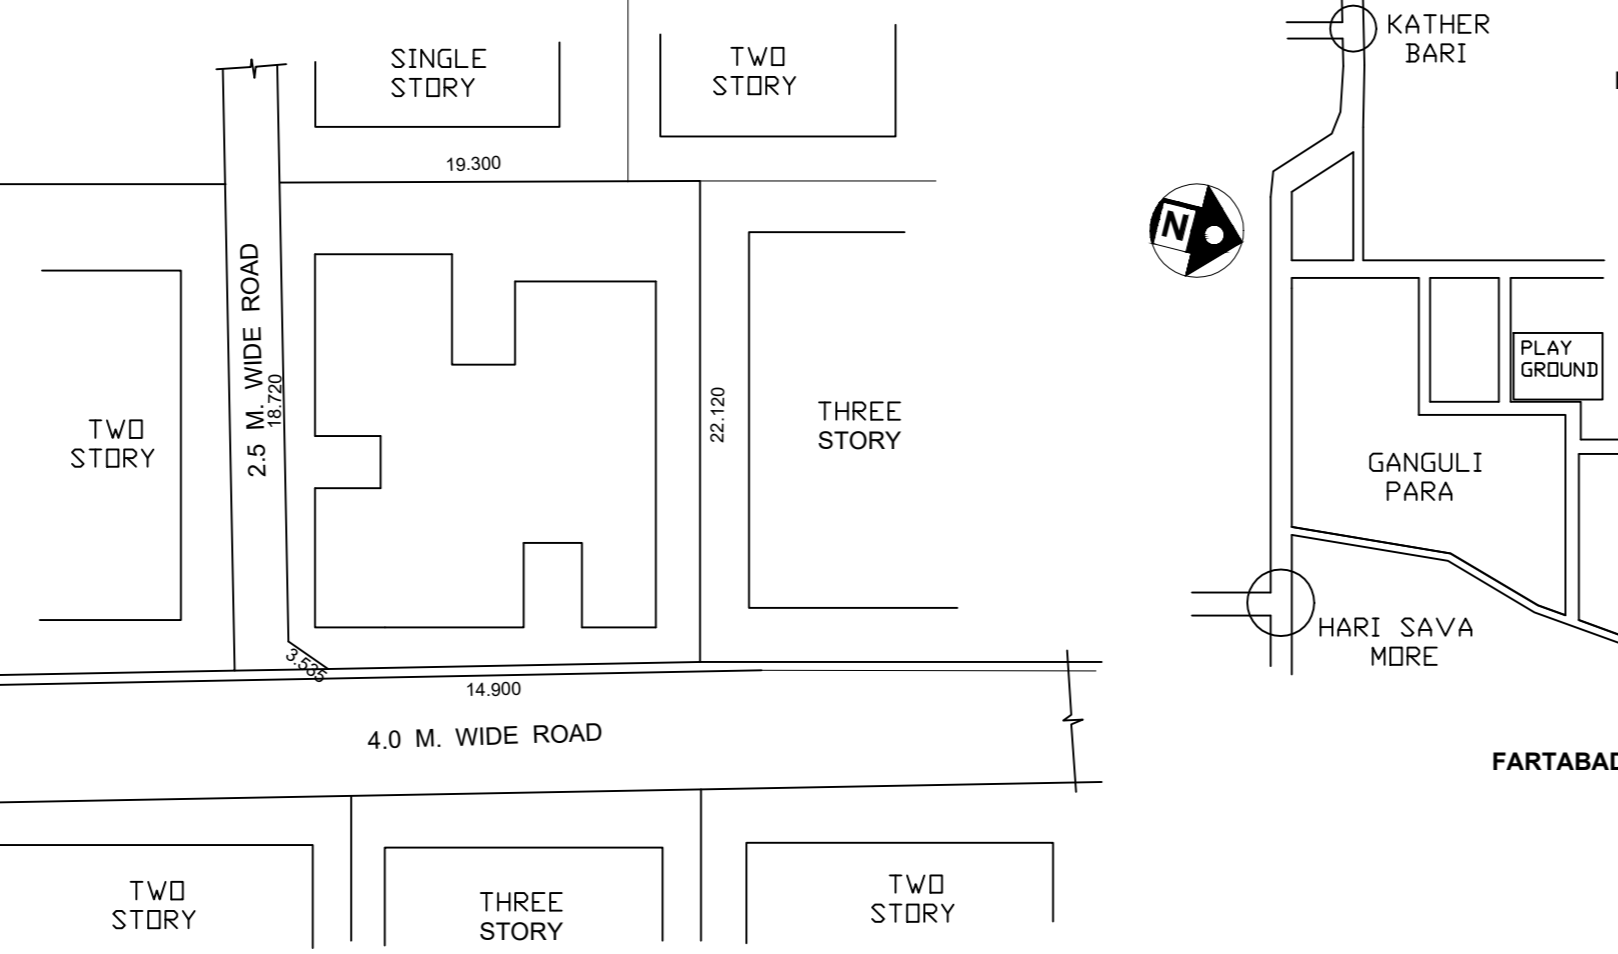 SINGLE
STORY
TWO
STORY
KATHER
BARI
19.300
N
2.5 M. WIDE ROAD
18.720
TWO
STORY
22.120
THREE
STORY
PLAY
GROUND
GANGULI
PARA
HARI SAVA
MORE
3.535
14.900
4.0 M. WIDE ROAD
FARTABAD
TWO
STORY
THREE
STORY
TWO
STORY